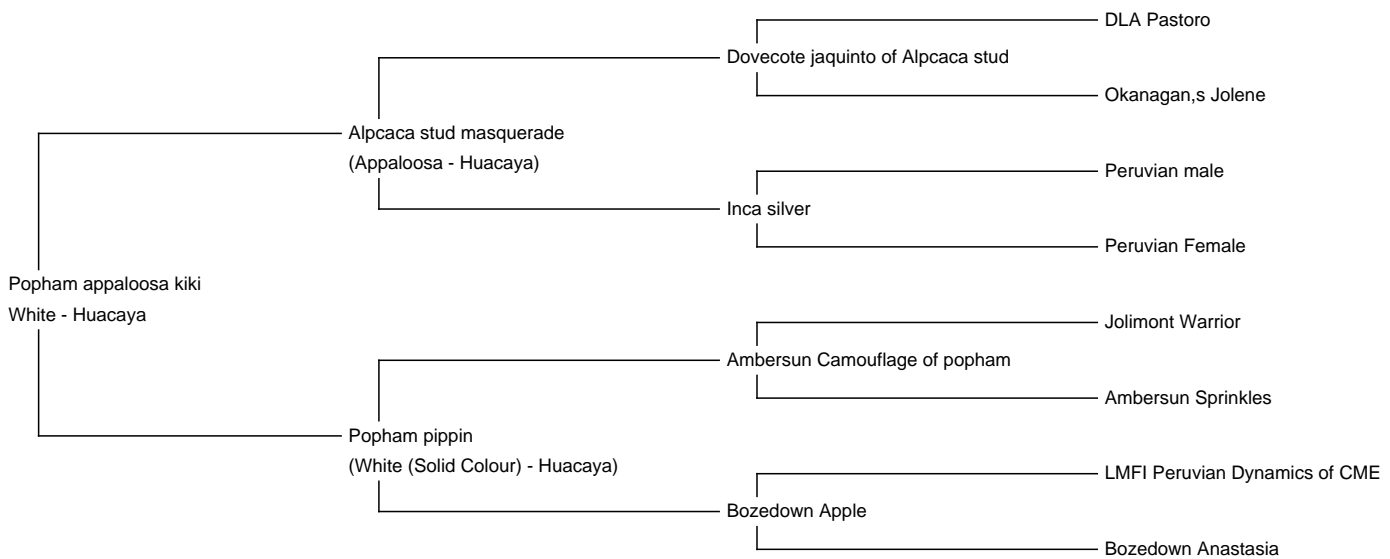 DLA Pastoro
Dovecote jaquinto of Alpcaca stud
Okanagan,s Jolene
Alpcaca stud masquerade
(Appaloosa - Huacaya)
Peruvian male
Inca silver
Peruvian Female
Popham appaloosa kiki
White - Huacaya
Jolimont Warrior
Ambersun Camouflage of popham
Ambersun Sprinkles
Popham pippin
(White (Solid Colour) - Huacaya)
LMFI Peruvian Dynamics of CME
Bozedown Apple
Bozedown Anastasia